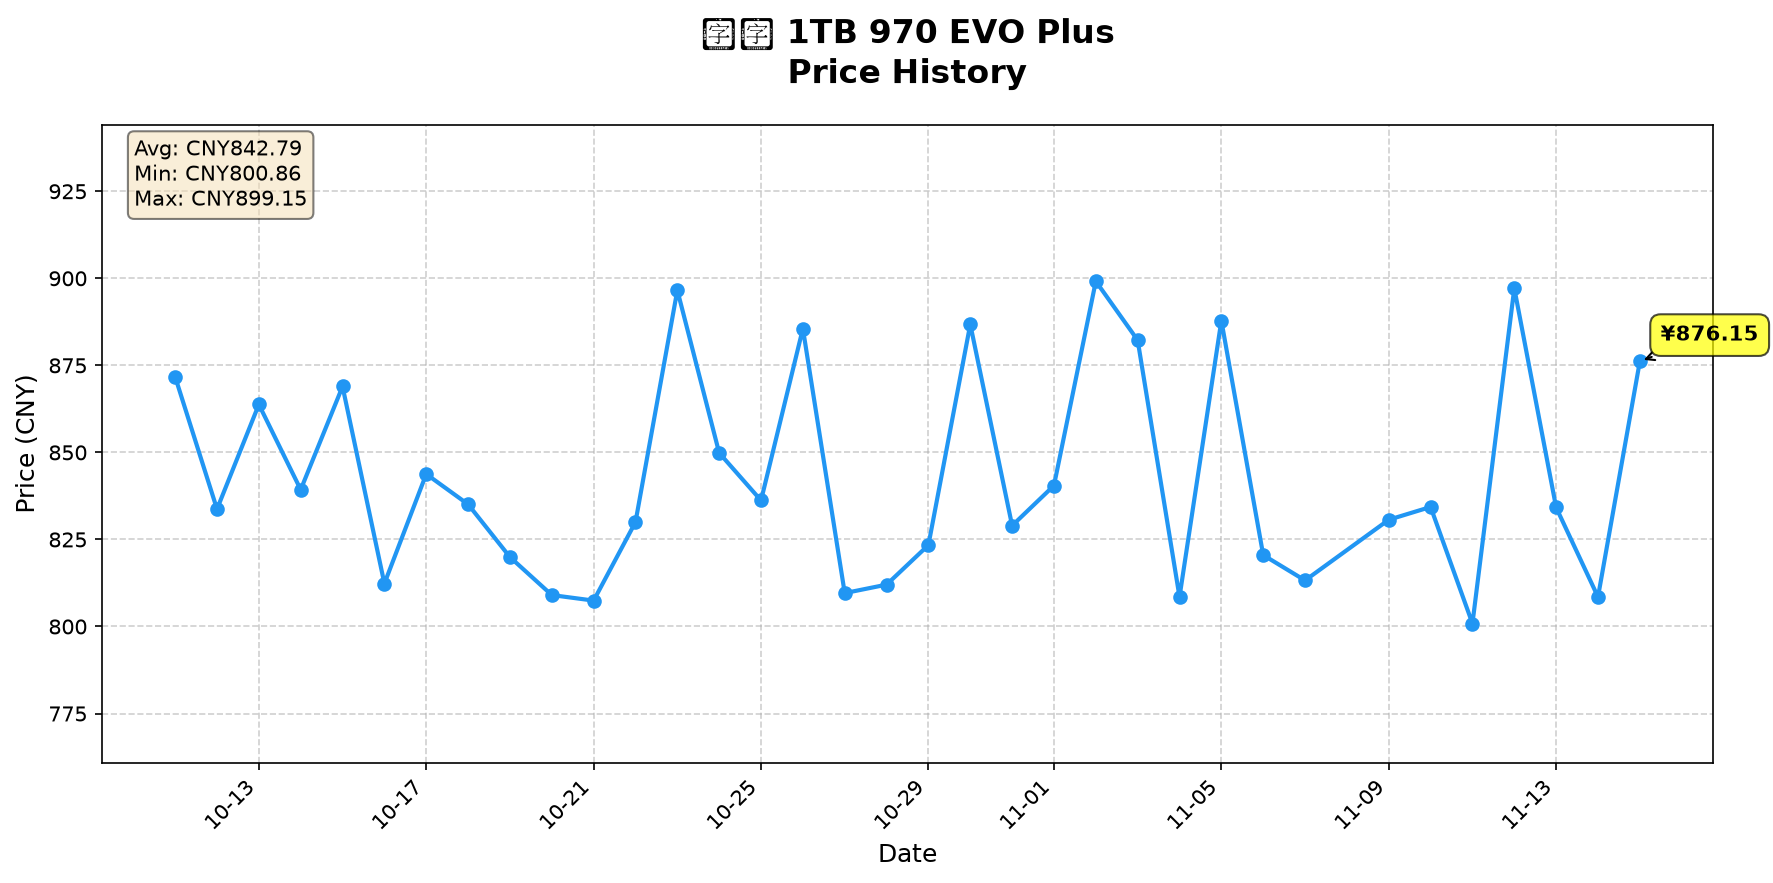 1TB 970 EVO Plus
Price History
Avg: CNY842.79
Min: CNY800.86
Max: CNY899.15
¥876.15
Price (CNY)
925
900
875
850
825
800
775
10-13
10-17
10-21
10-25
10-29
11-01
11-05
11-09
11-13
Date